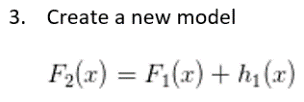 3. Create a new model
F₂(x) = F₁(x) + h₁(x)